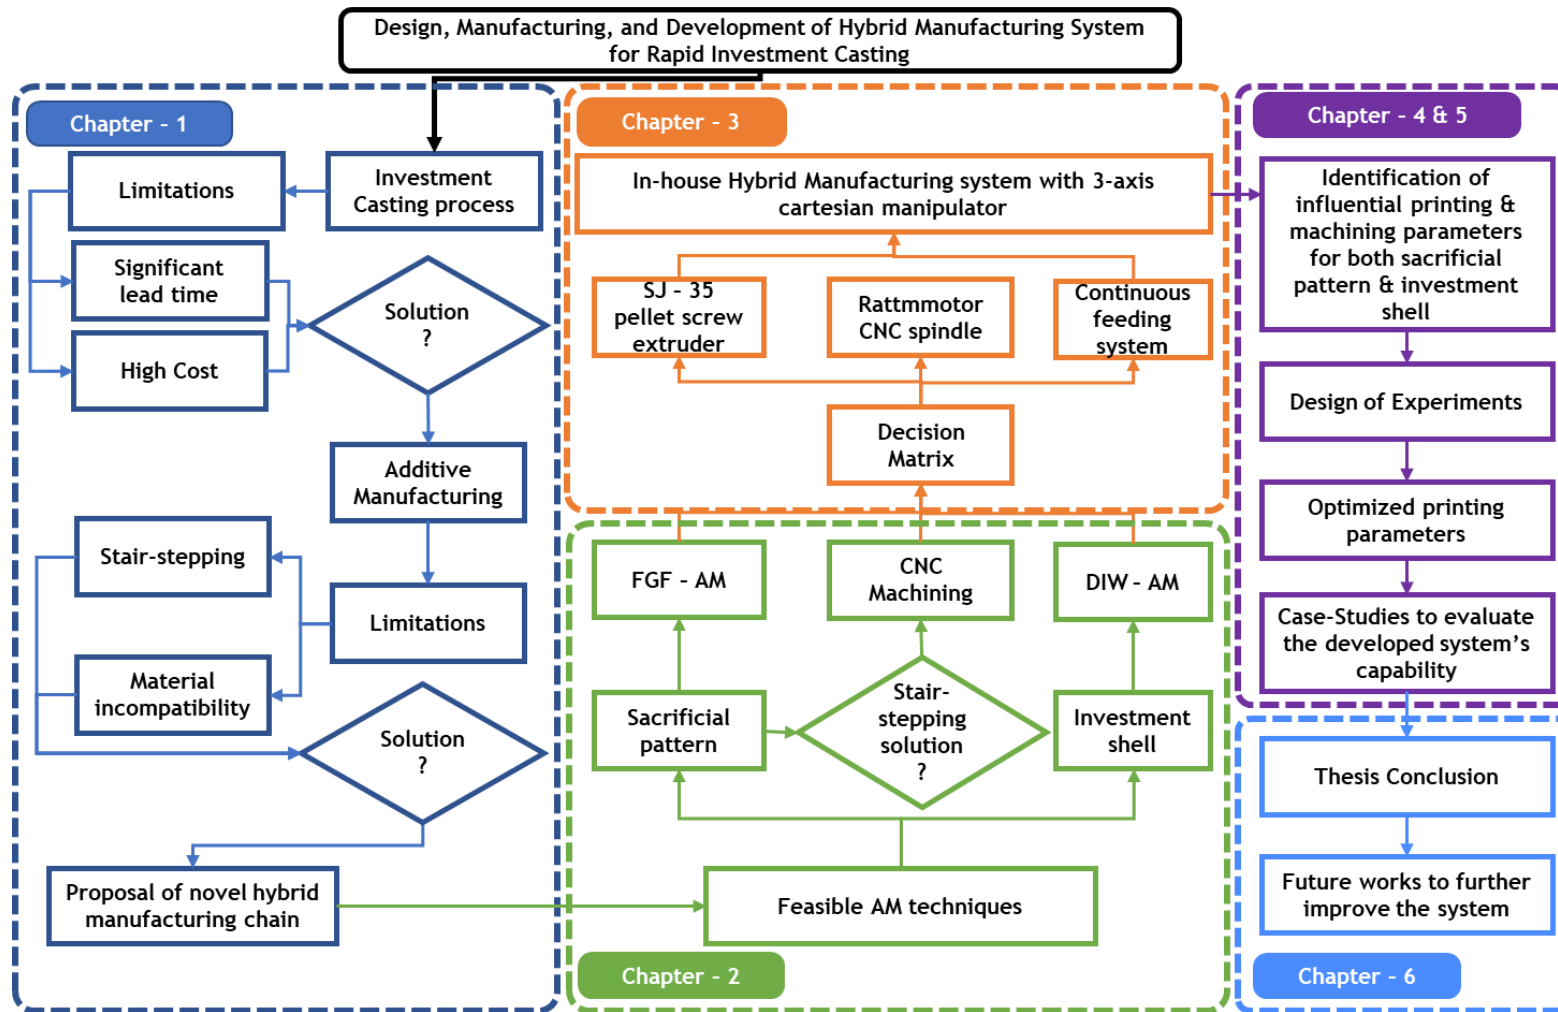 Design, Manufacturing, and Development of Hybrid Manufacturing System
for Rapid Investment Casting
Chapter - 1
Investment
Casting process
Limitations
Significant
lead time
High Cost
Solution
?
Additive
Manufacturing
Limitations
Stair-stepping
Material
incompatibility
Solution
?
Proposal of novel hybrid
manufacturing chain
Chapter - 2
Feasible AM techniques
Sacrificial
pattern
Stair-
stepping
solution
?
Investment
shell
FGF - AM
CNC
Machining
DIW - AM
Chapter - 3
Decision
Matrix
SJ - 35
pellet screw
extruder
Rattmmotor
CNC spindle
Continuous
feeding
system
In-house Hybrid Manufacturing system with 3-axis
cartesian manipulator
Chapter - 4 & 5
Identification of
influential printing &
machining parameters
for both sacrificial
pattern & investment
shell
Design of Experiments
Optimized printing
parameters
Case-Studies to evaluate
the developed system's
capability
Thesis Conclusion
Future works to further
improve the system
Chapter - 6